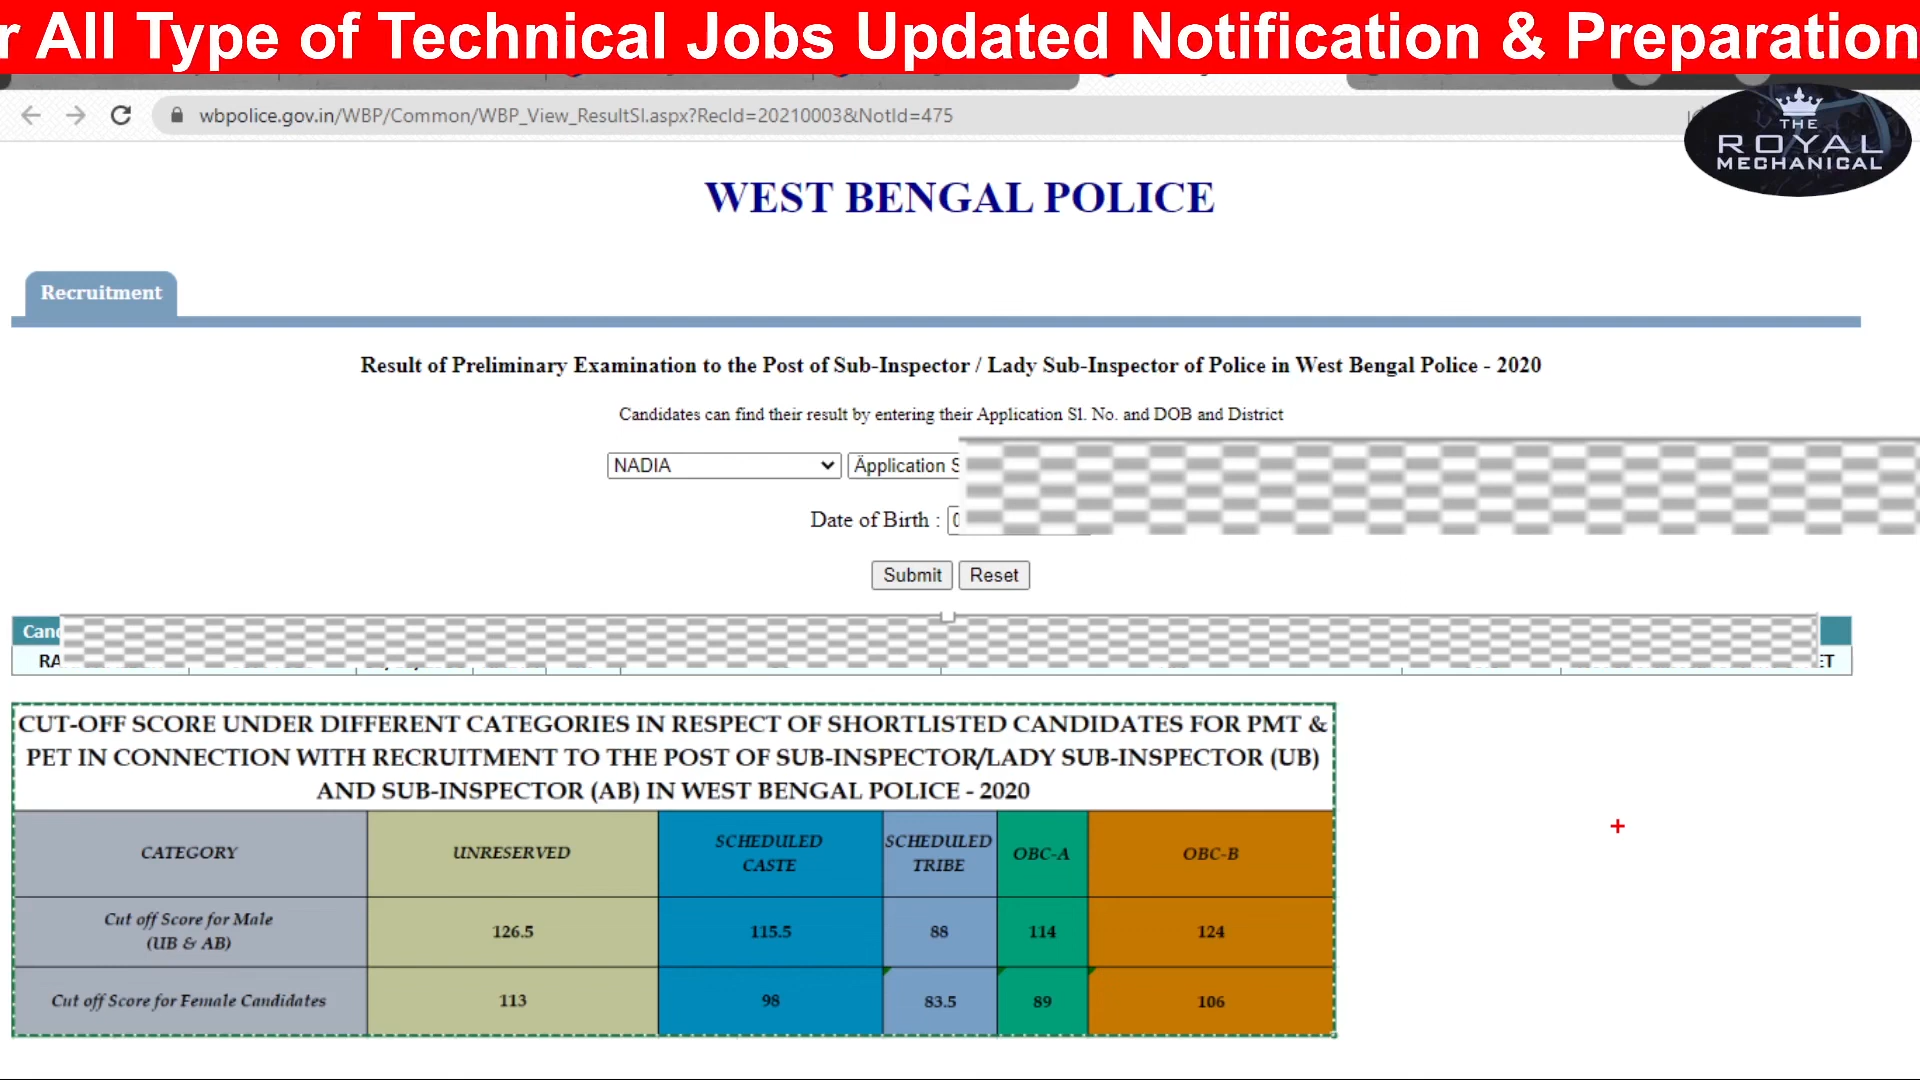 r All Type of Technical Jobs Updated Notification & Preparation
wbpolice.gov.in/WBP/Common/WBP_View_ResultSI.aspx?RecId=20210003&NotId=475
THE
ROYAL
MECHANICAL
WEST BENGAL POLICE
Recruitment
Result of Preliminary Examination to the Post of Sub-Inspector / Lady Sub-Inspector of Police in West Bengal Police - 2020
Candidates can find their result by entering their Application Sl. No. and DOB and District
NADIA Application S
Date of Birth : 0
Submit Reset
Cand
RA ET
CUT-OFF SCORE UNDER DIFFERENT CATEGORIES IN RESPECT OF SHORTLISTED CANDIDATES FOR PMT &
PET IN CONNECTION WITH RECRUITMENT TO THE POST OF SUB-INSPECTOR/LADY SUB-INSPECTOR (UB)
AND SUB-INSPECTOR (AB) IN WEST BENGAL POLICE - 2020
CATEGORY UNRESERVED SCHEDULED CASTE SCHEDULED TRIBE OBC-A OBC-B
Cut off Score for Male (UB & AB) 126.5 115.5 88 114 124
Cut off Score for Female Candidates 113 98 83.5 89 106